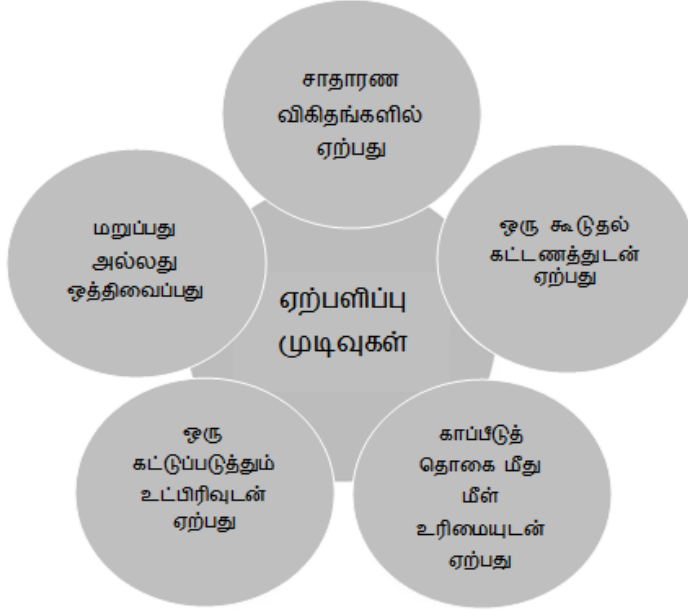 சாதாரண
விகிதங்களில்
ஏற்பது
ஒரு கூடுதல்
கட்டணத்துடன்
ஏற்பது
காப்பீடுத்
தொகை மீது
மீள்
உரிமையுடன்
ஏற்பது
ஒரு
கட்டுப்படுத்தும்
உட்பிரிவுடன்
ஏற்பது
மறுப்பது
அல்லது
ஒத்திவைப்பது
ஏற்பளிப்பு
முடிவுகள்